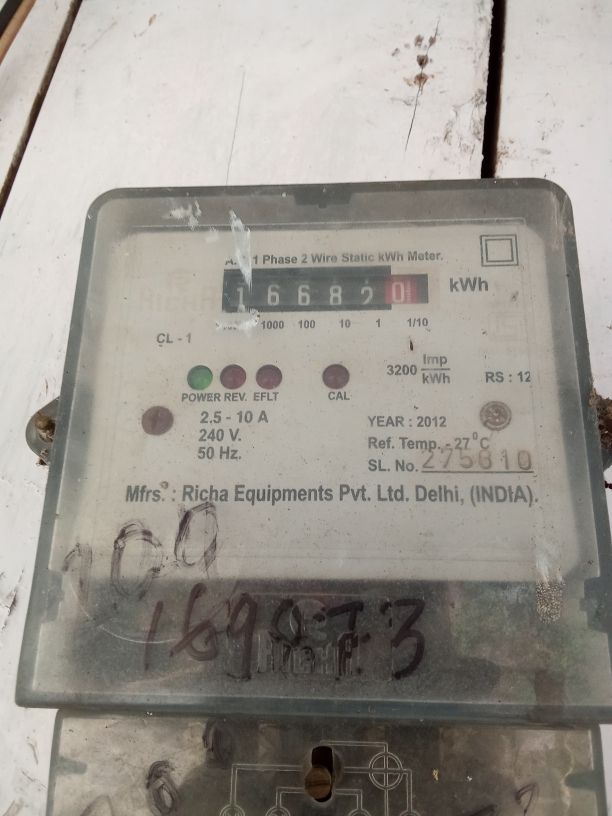 1 Phase 2 Wire Static kWh Meter.
16682 0 kWh
1000 100 10 1 1/10
CL - 1
3200 Imp/kWh RS : 12
POWER REV. EFLT CAL
2.5 - 10 A
240 V.
50 Hz.
YEAR : 2012
Ref. Temp. - 27°C
SL. No. 275810
Mfrs. : Richa Equipments Pvt. Ltd. Delhi, (INDIA).
109
RICHA